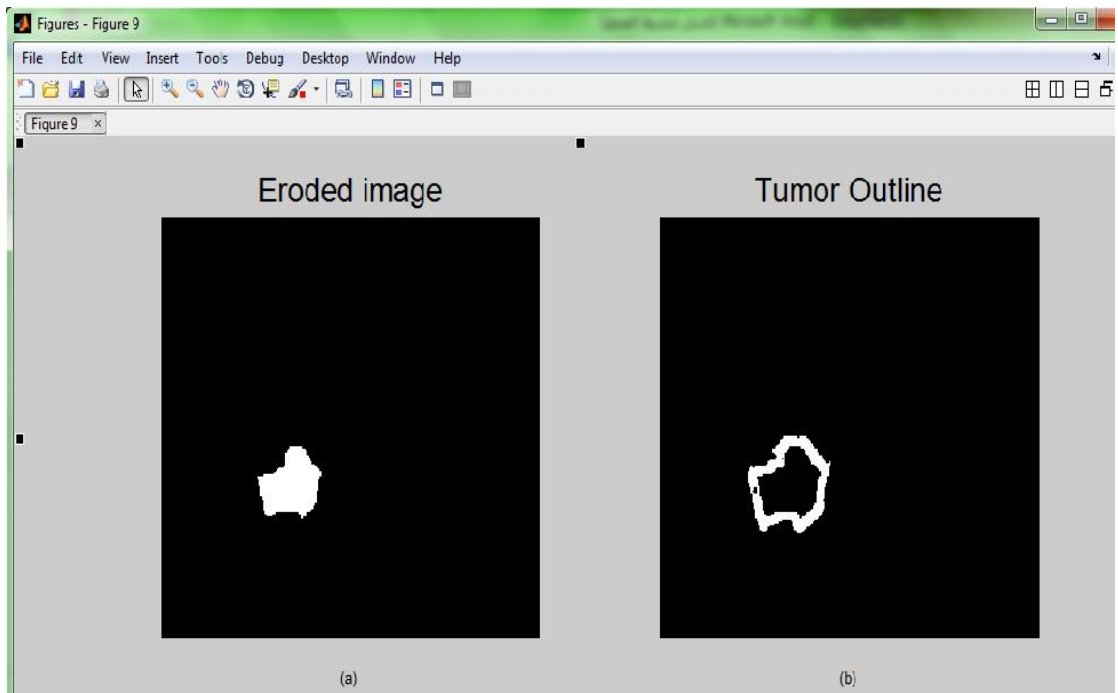 Figures - Figure 9
File Edit View Insert Tools Debug Desktop Window Help
Figure 9
Eroded image Tumor Outline
(a) (b)